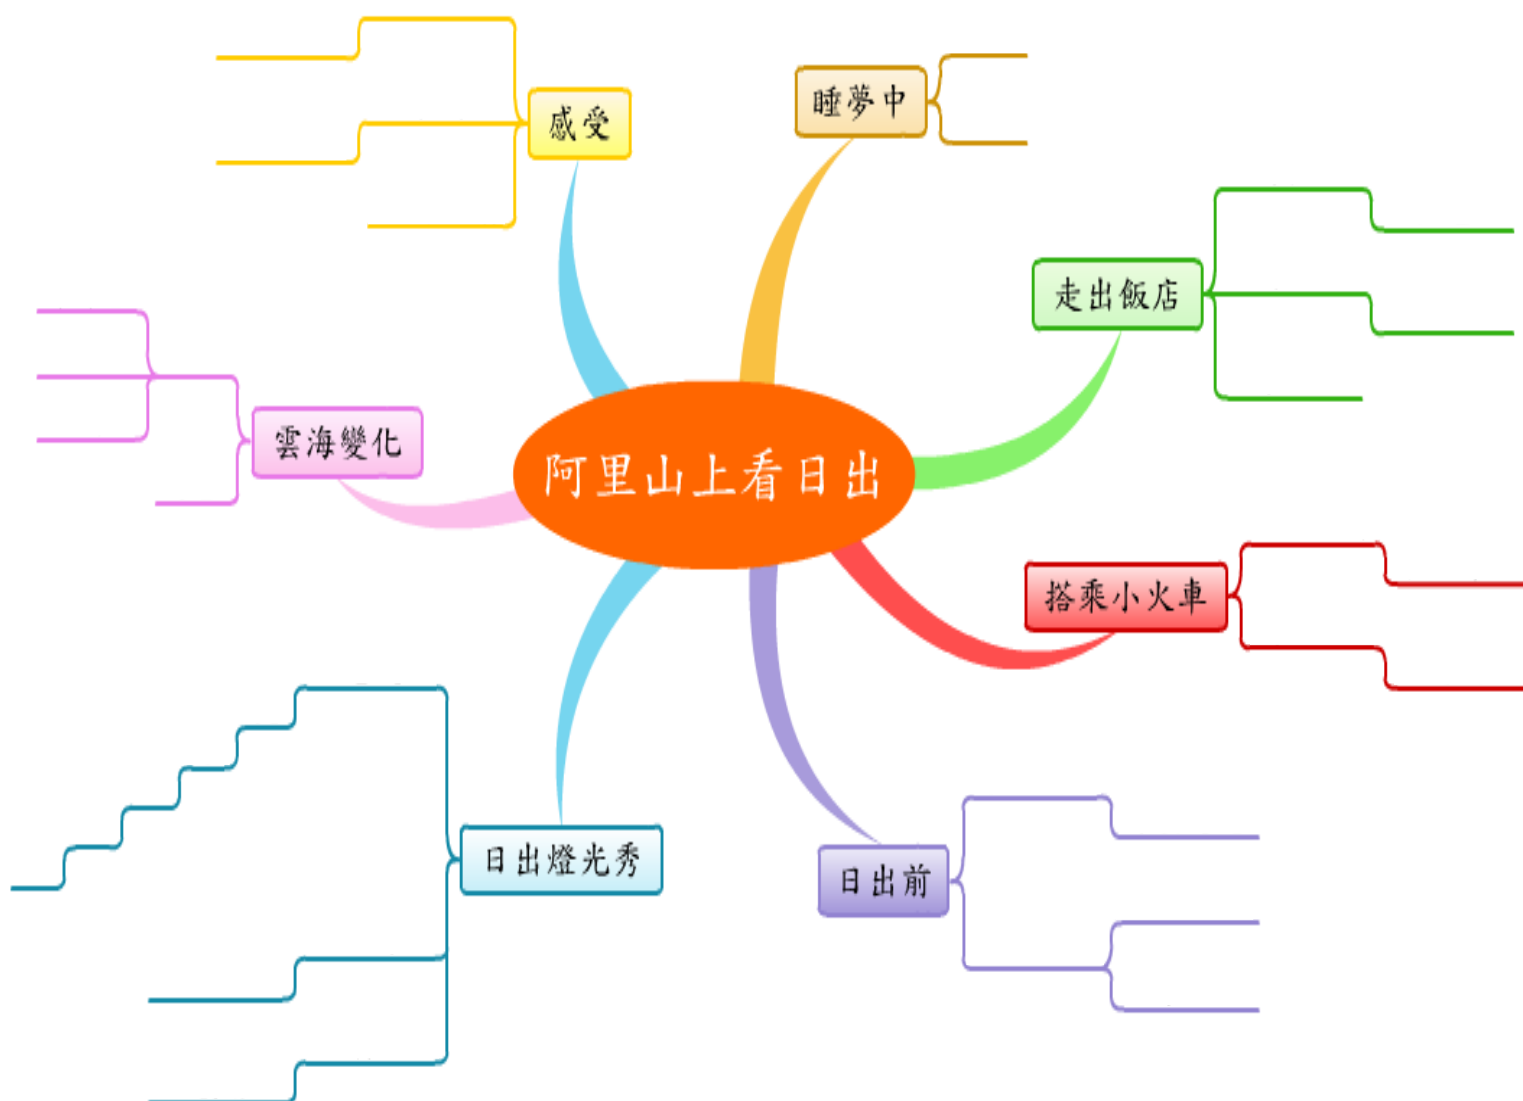 阿里山上看日出
睡夢中
走出飯店
搭乘小火車
日出前
日出燈光秀
雲海變化
感受